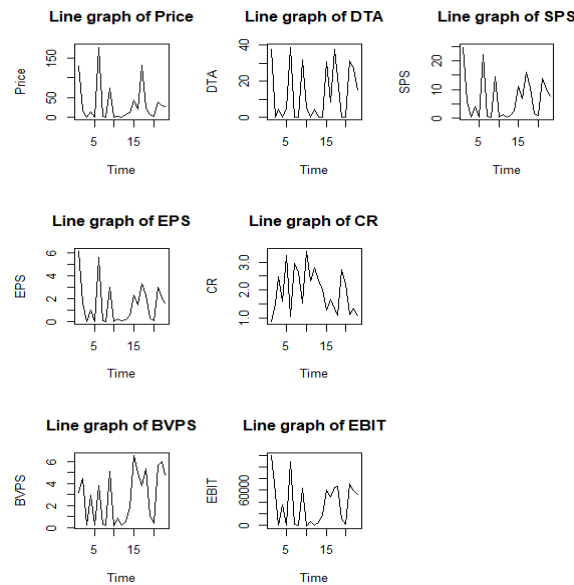 Line graph of Price
Line graph of DTA
Line graph of SPS
Price
0 50 150
5 15
Time
DTA
0 20 40
5 15
Time
SPS
0 10 20
5 15
Time
Line graph of EPS
Line graph of CR
EPS
0 2 4 6
5 15
Time
CR
1.0 2.0 3.0
5 15
Time
Line graph of BVPS
Line graph of EBIT
BVPS
0 2 4 6
5 15
Time
EBIT
0 60000
5 15
Time